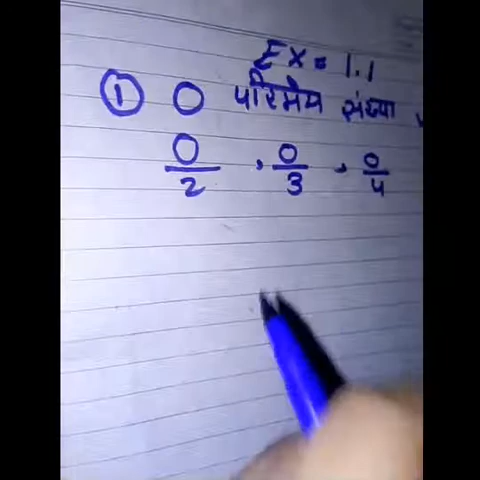 Ex = 1.1
① 0 परिमेय संख्या
0/2 , 0/3 , 0/4